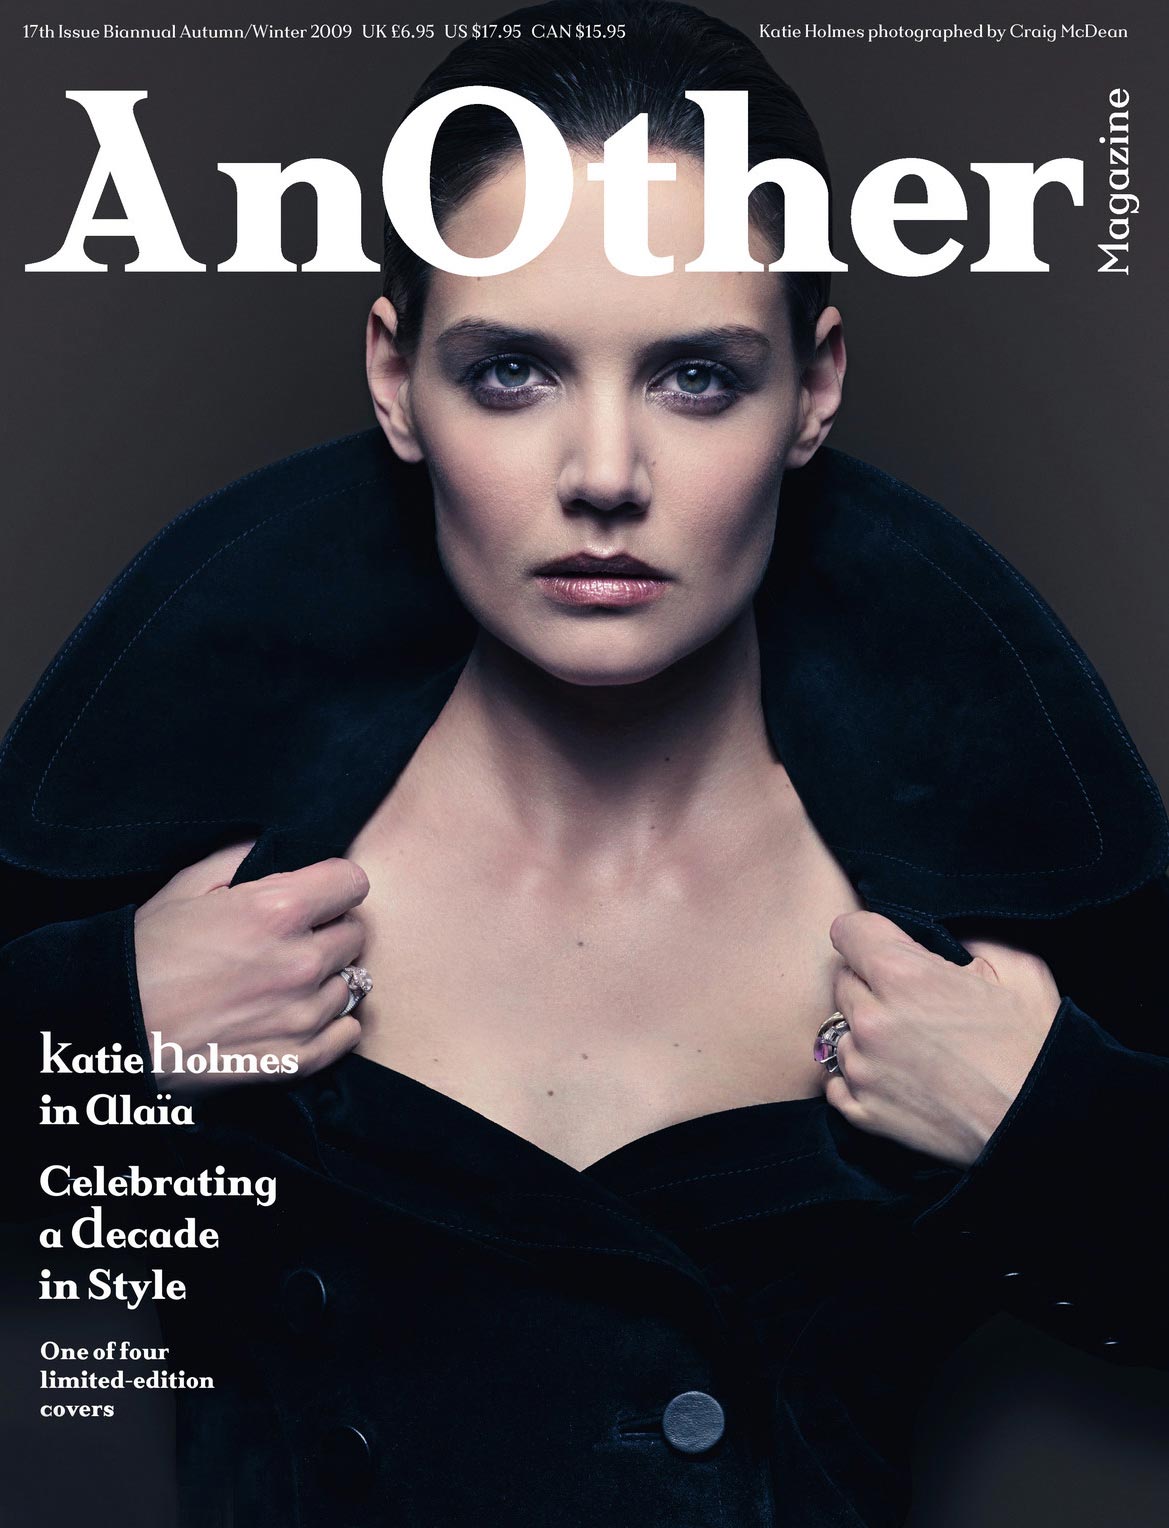 17th Issue Biannual Autumn/Winter 2009 UK £6.95 US $17.95 CAN $15.95
Katie Holmes photographed by Craig McDean
AnOther
Magazine
Katie holmes
in Alaïa
Celebrating
a decade
in Style
One of four
limited-edition
covers